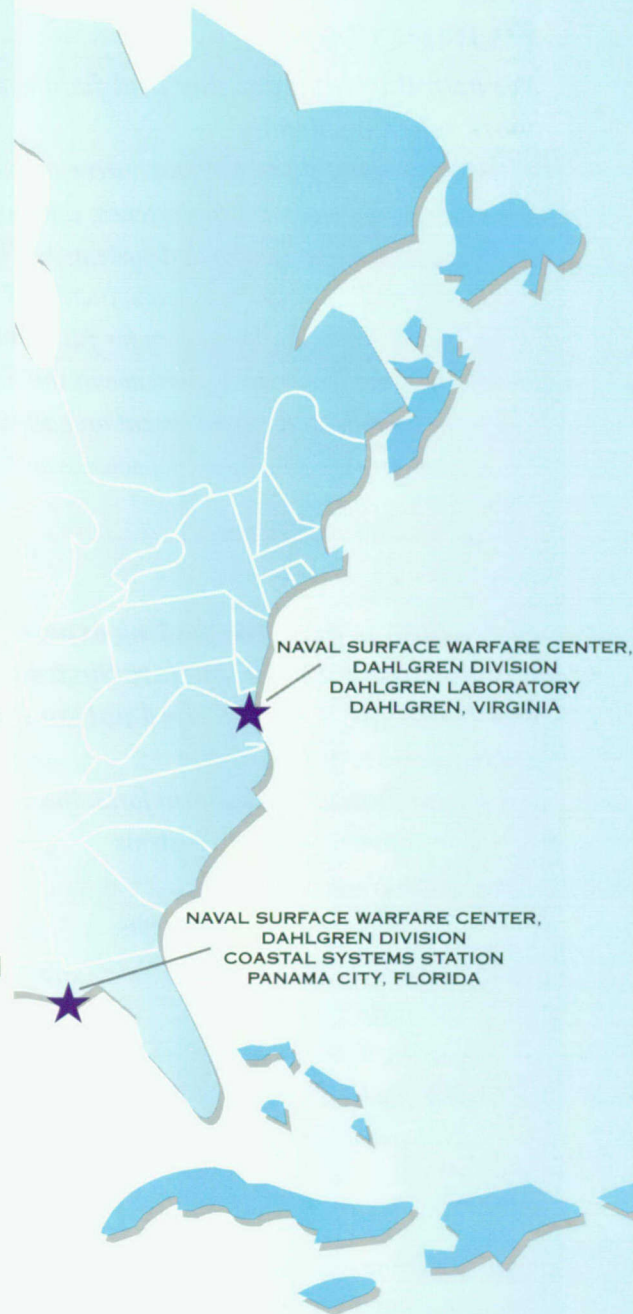 NAVAL SURFACE WARFARE CENTER,
DAHLGREN DIVISION
DAHLGREN LABORATORY
DAHLGREN, VIRGINIA
NAVAL SURFACE WARFARE CENTER,
DAHLGREN DIVISION
COASTAL SYSTEMS STATION
PANAMA CITY, FLORIDA